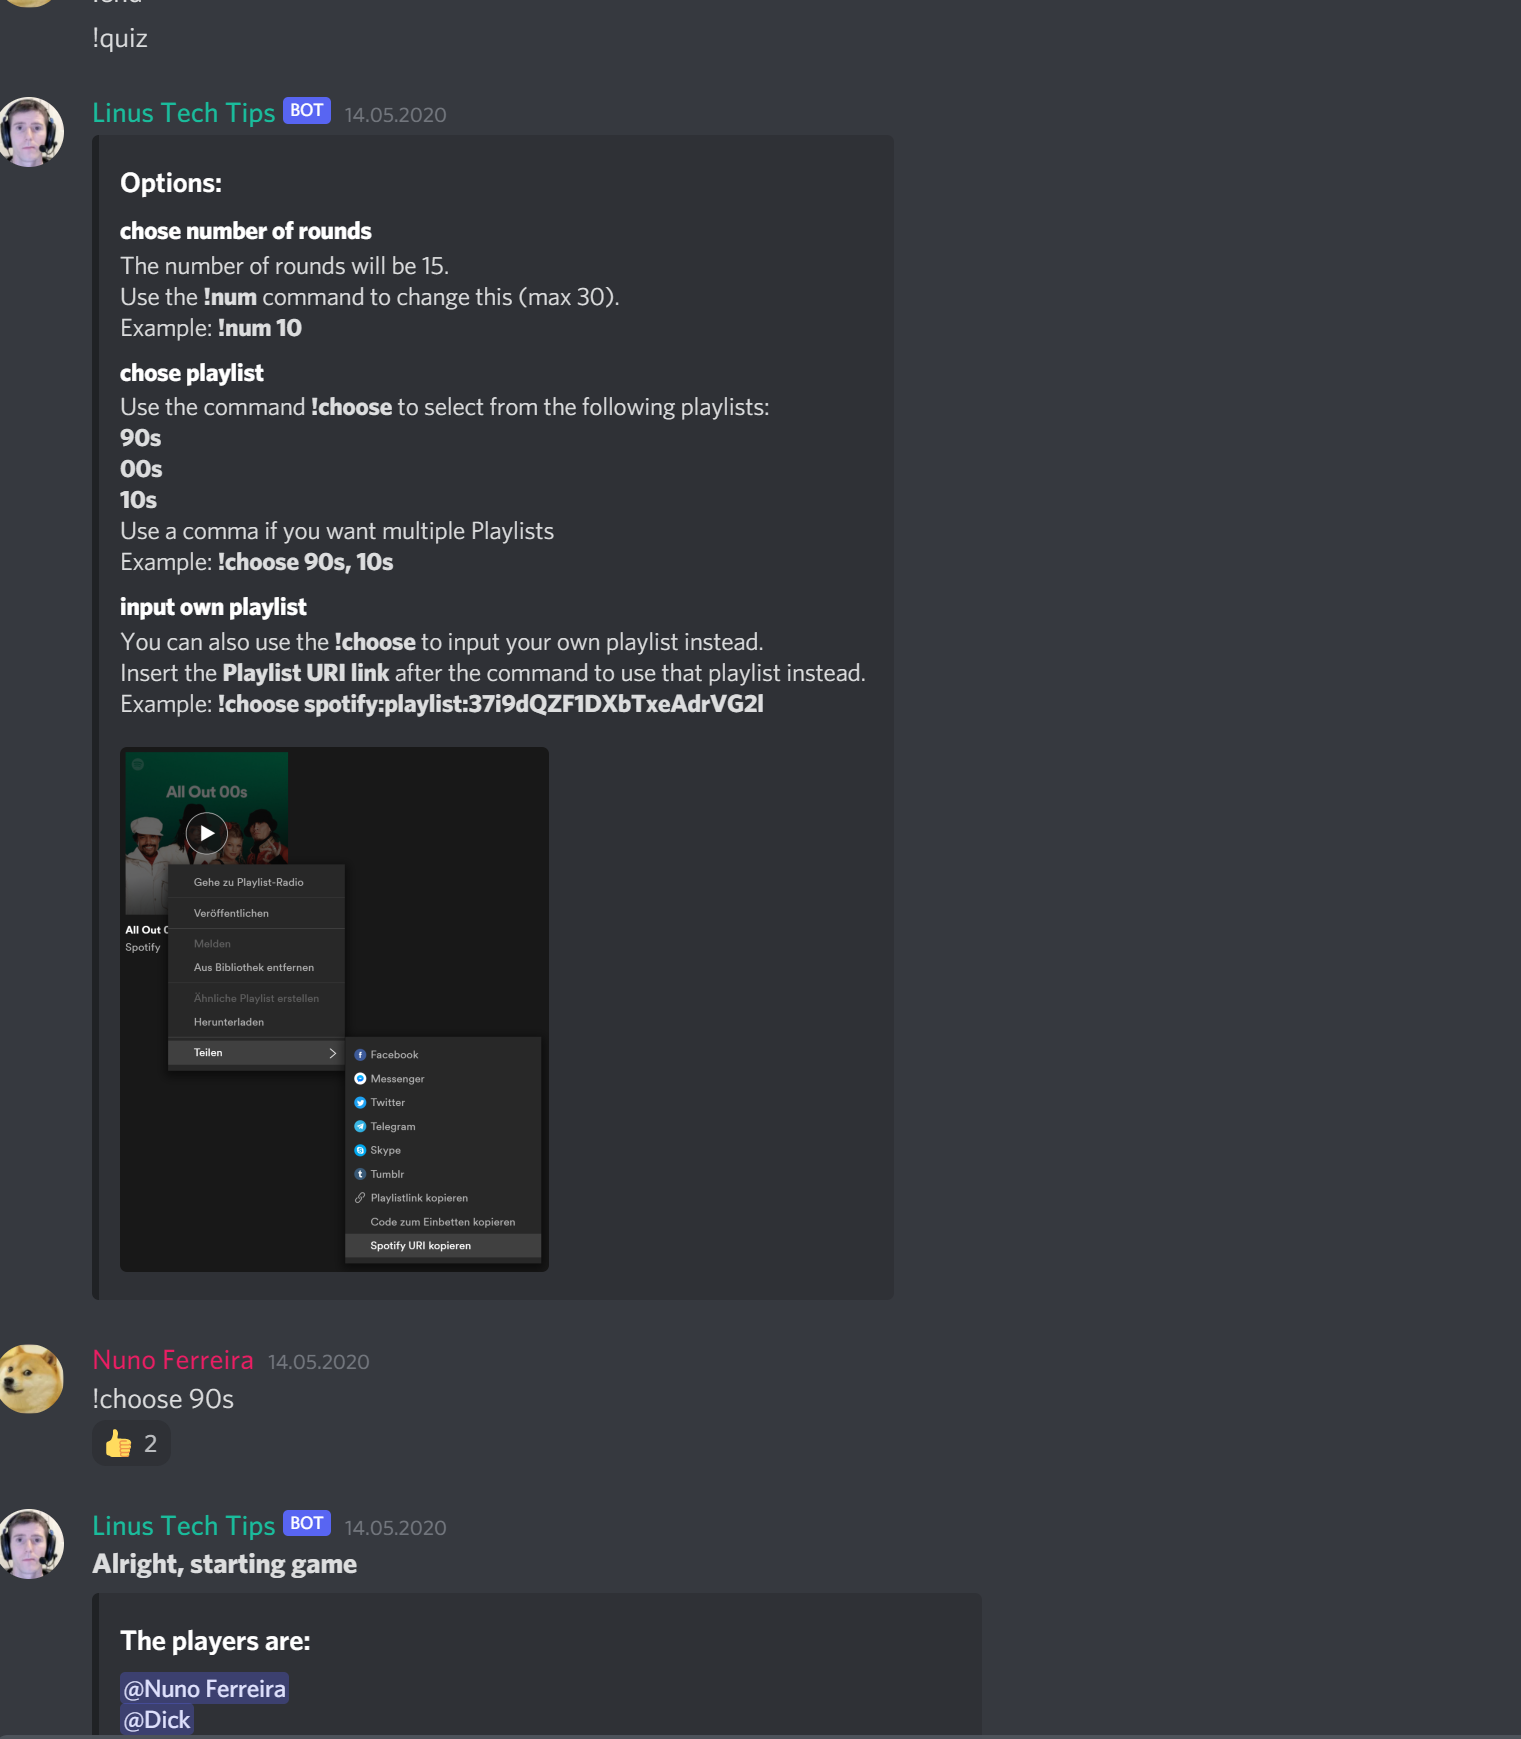 !quiz
Linus Tech Tips BOT 14.05.2020
Options:
chose number of rounds
The number of rounds will be 15.
Use the !num command to change this (max 30).
Example: !num 10
chose playlist
Use the command !choose to select from the following playlists:
90s
00s
10s
Use a comma if you want multiple Playlists
Example: !choose 90s, 10s
input own playlist
You can also use the !choose to input your own playlist instead.
Insert the Playlist URI link after the command to use that playlist instead.
Example: !choose spotify:playlist:37i9dQZF1DXbTxeAdrVG2l
All Out 00s
Gehe zu Playlist-Radio
Veröffentlichen
All Out
Spotify
Melden
Aus Bibliothek entfernen
Ähnliche Playlist erstellen
Herunterladen
Teilen
Facebook
Messenger
Twitter
Telegram
Skype
Tumblr
Playlistlink kopieren
Code zum Einbetten kopieren
Spotify URI kopieren
Nuno Ferreira 14.05.2020
!choose 90s
2
Linus Tech Tips BOT 14.05.2020
Alright, starting game
The players are:
@Nuno Ferreira
@Dick